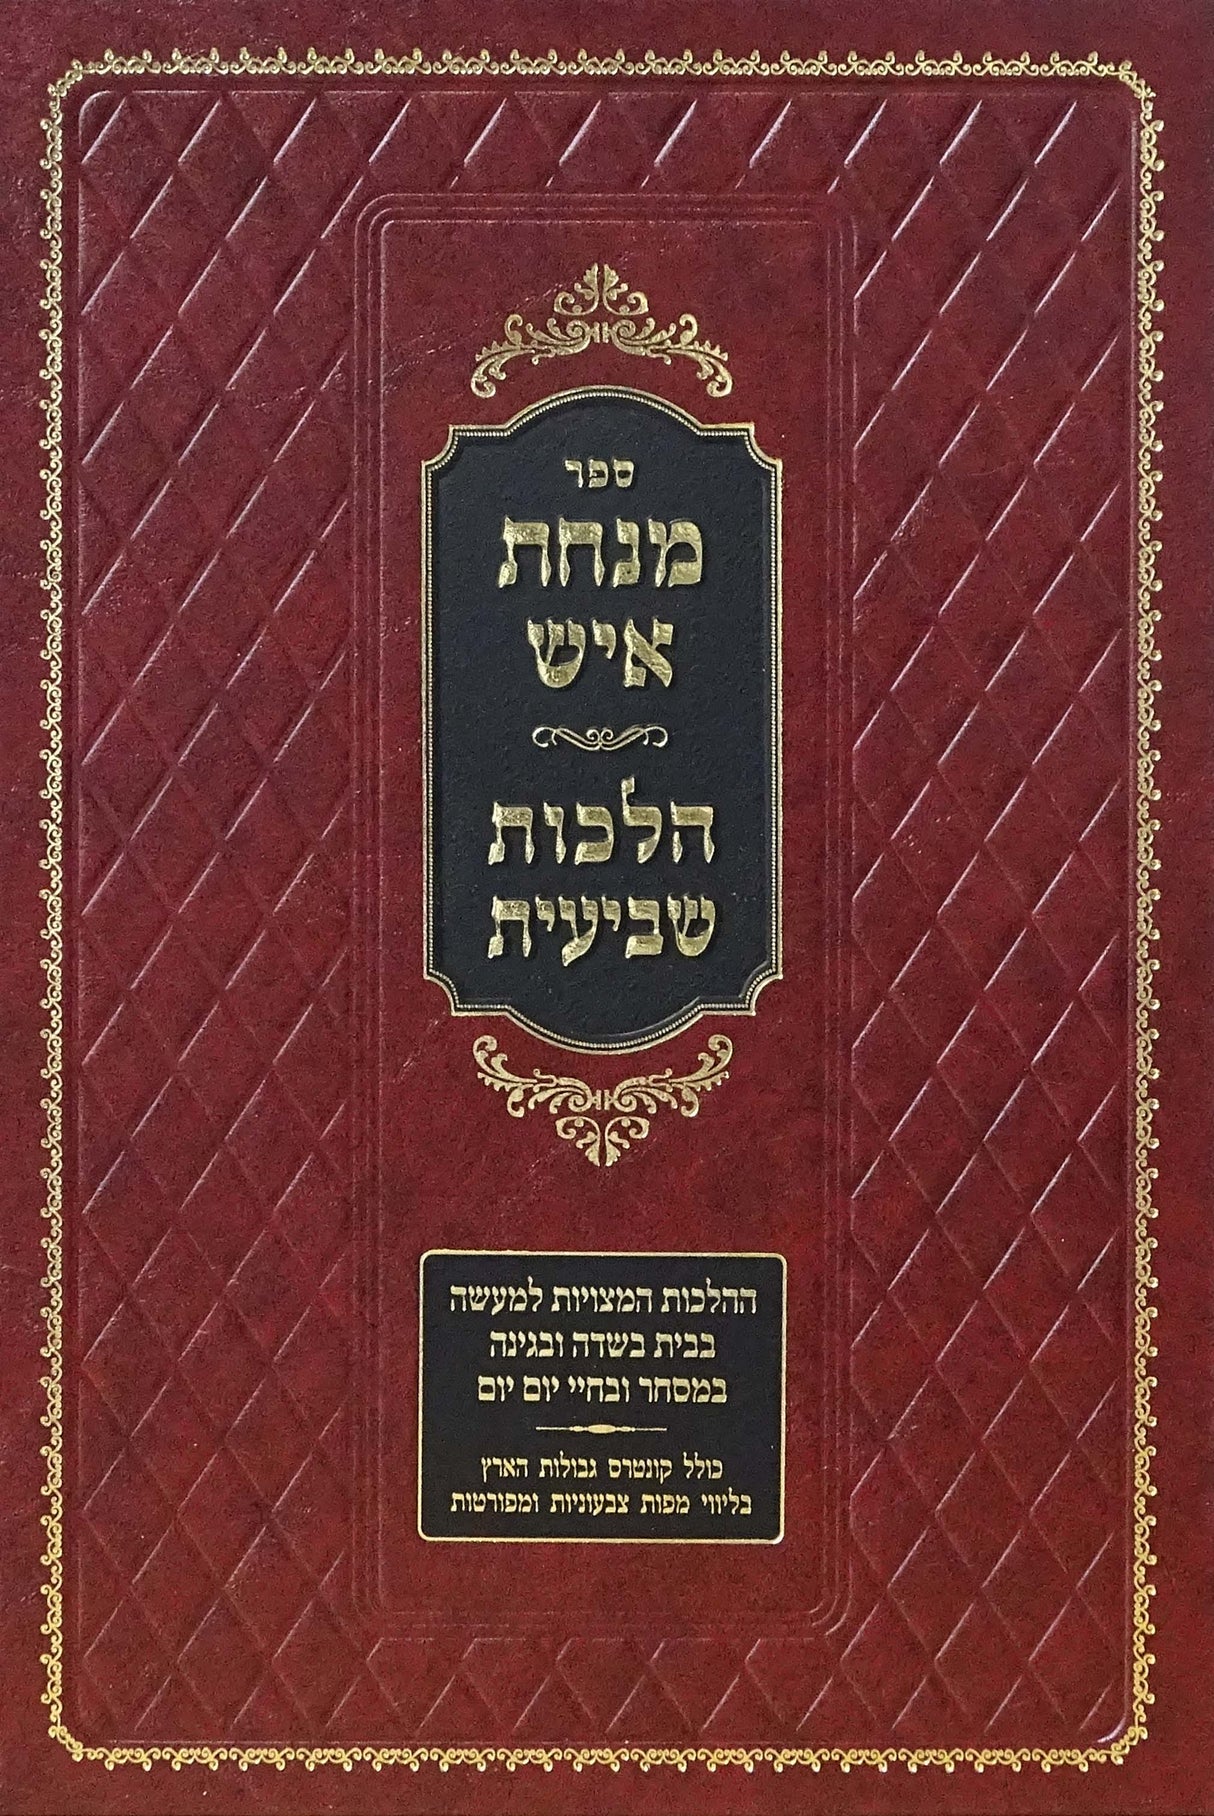 ספר
מנחת
איש
הלכות
שביעית
ההלכות המצויות למעשה
בבית בשדה ובגינה
במסחר ובחיי יום יום
כולל קונטרס גבולות הארץ
בליווי מפות צבעוניות ומפורטות